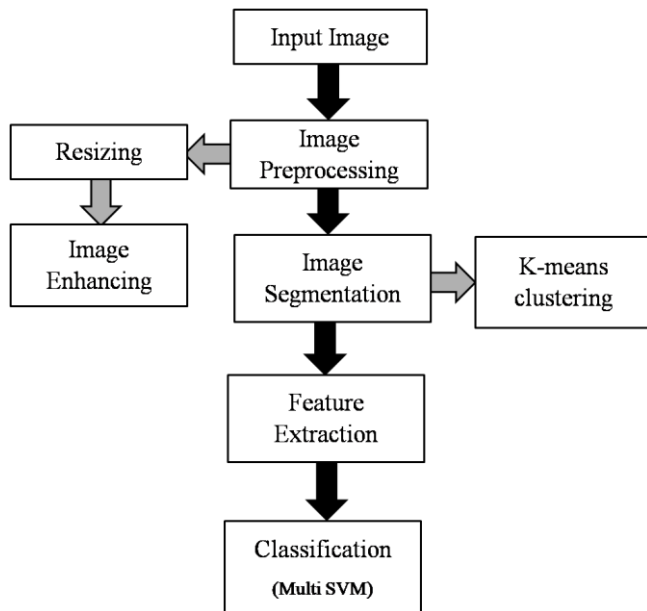 Input Image
Image
Preprocessing
Resizing
Image
Enhancing
Image
Segmentation
K-means
clustering
Feature
Extraction
Classification
(Multi SVM)